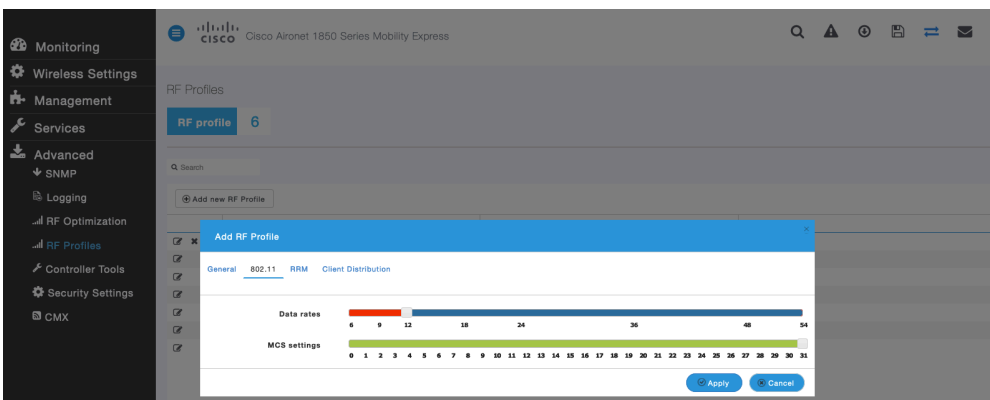 Monitoring
Wireless Settings
Management
Services
Advanced
SNMP
Logging
RF Optimization
RF Profiles
Controller Tools
Security Settings
CMX
CISCO Cisco Aironet 1850 Series Mobility Express
RF Profiles
RF profile 6
Search
Add new RF Profile
Add RF Profile
General 802.11 RRM Client Distribution
Data rates
6 9 12 18 24 36 48 54
MCS settings
0 1 2 3 4 5 6 7 8 9 10 11 12 13 14 15 16 17 18 19 20 21 22 23 24 25 26 27 28 29 30 31
Apply Cancel